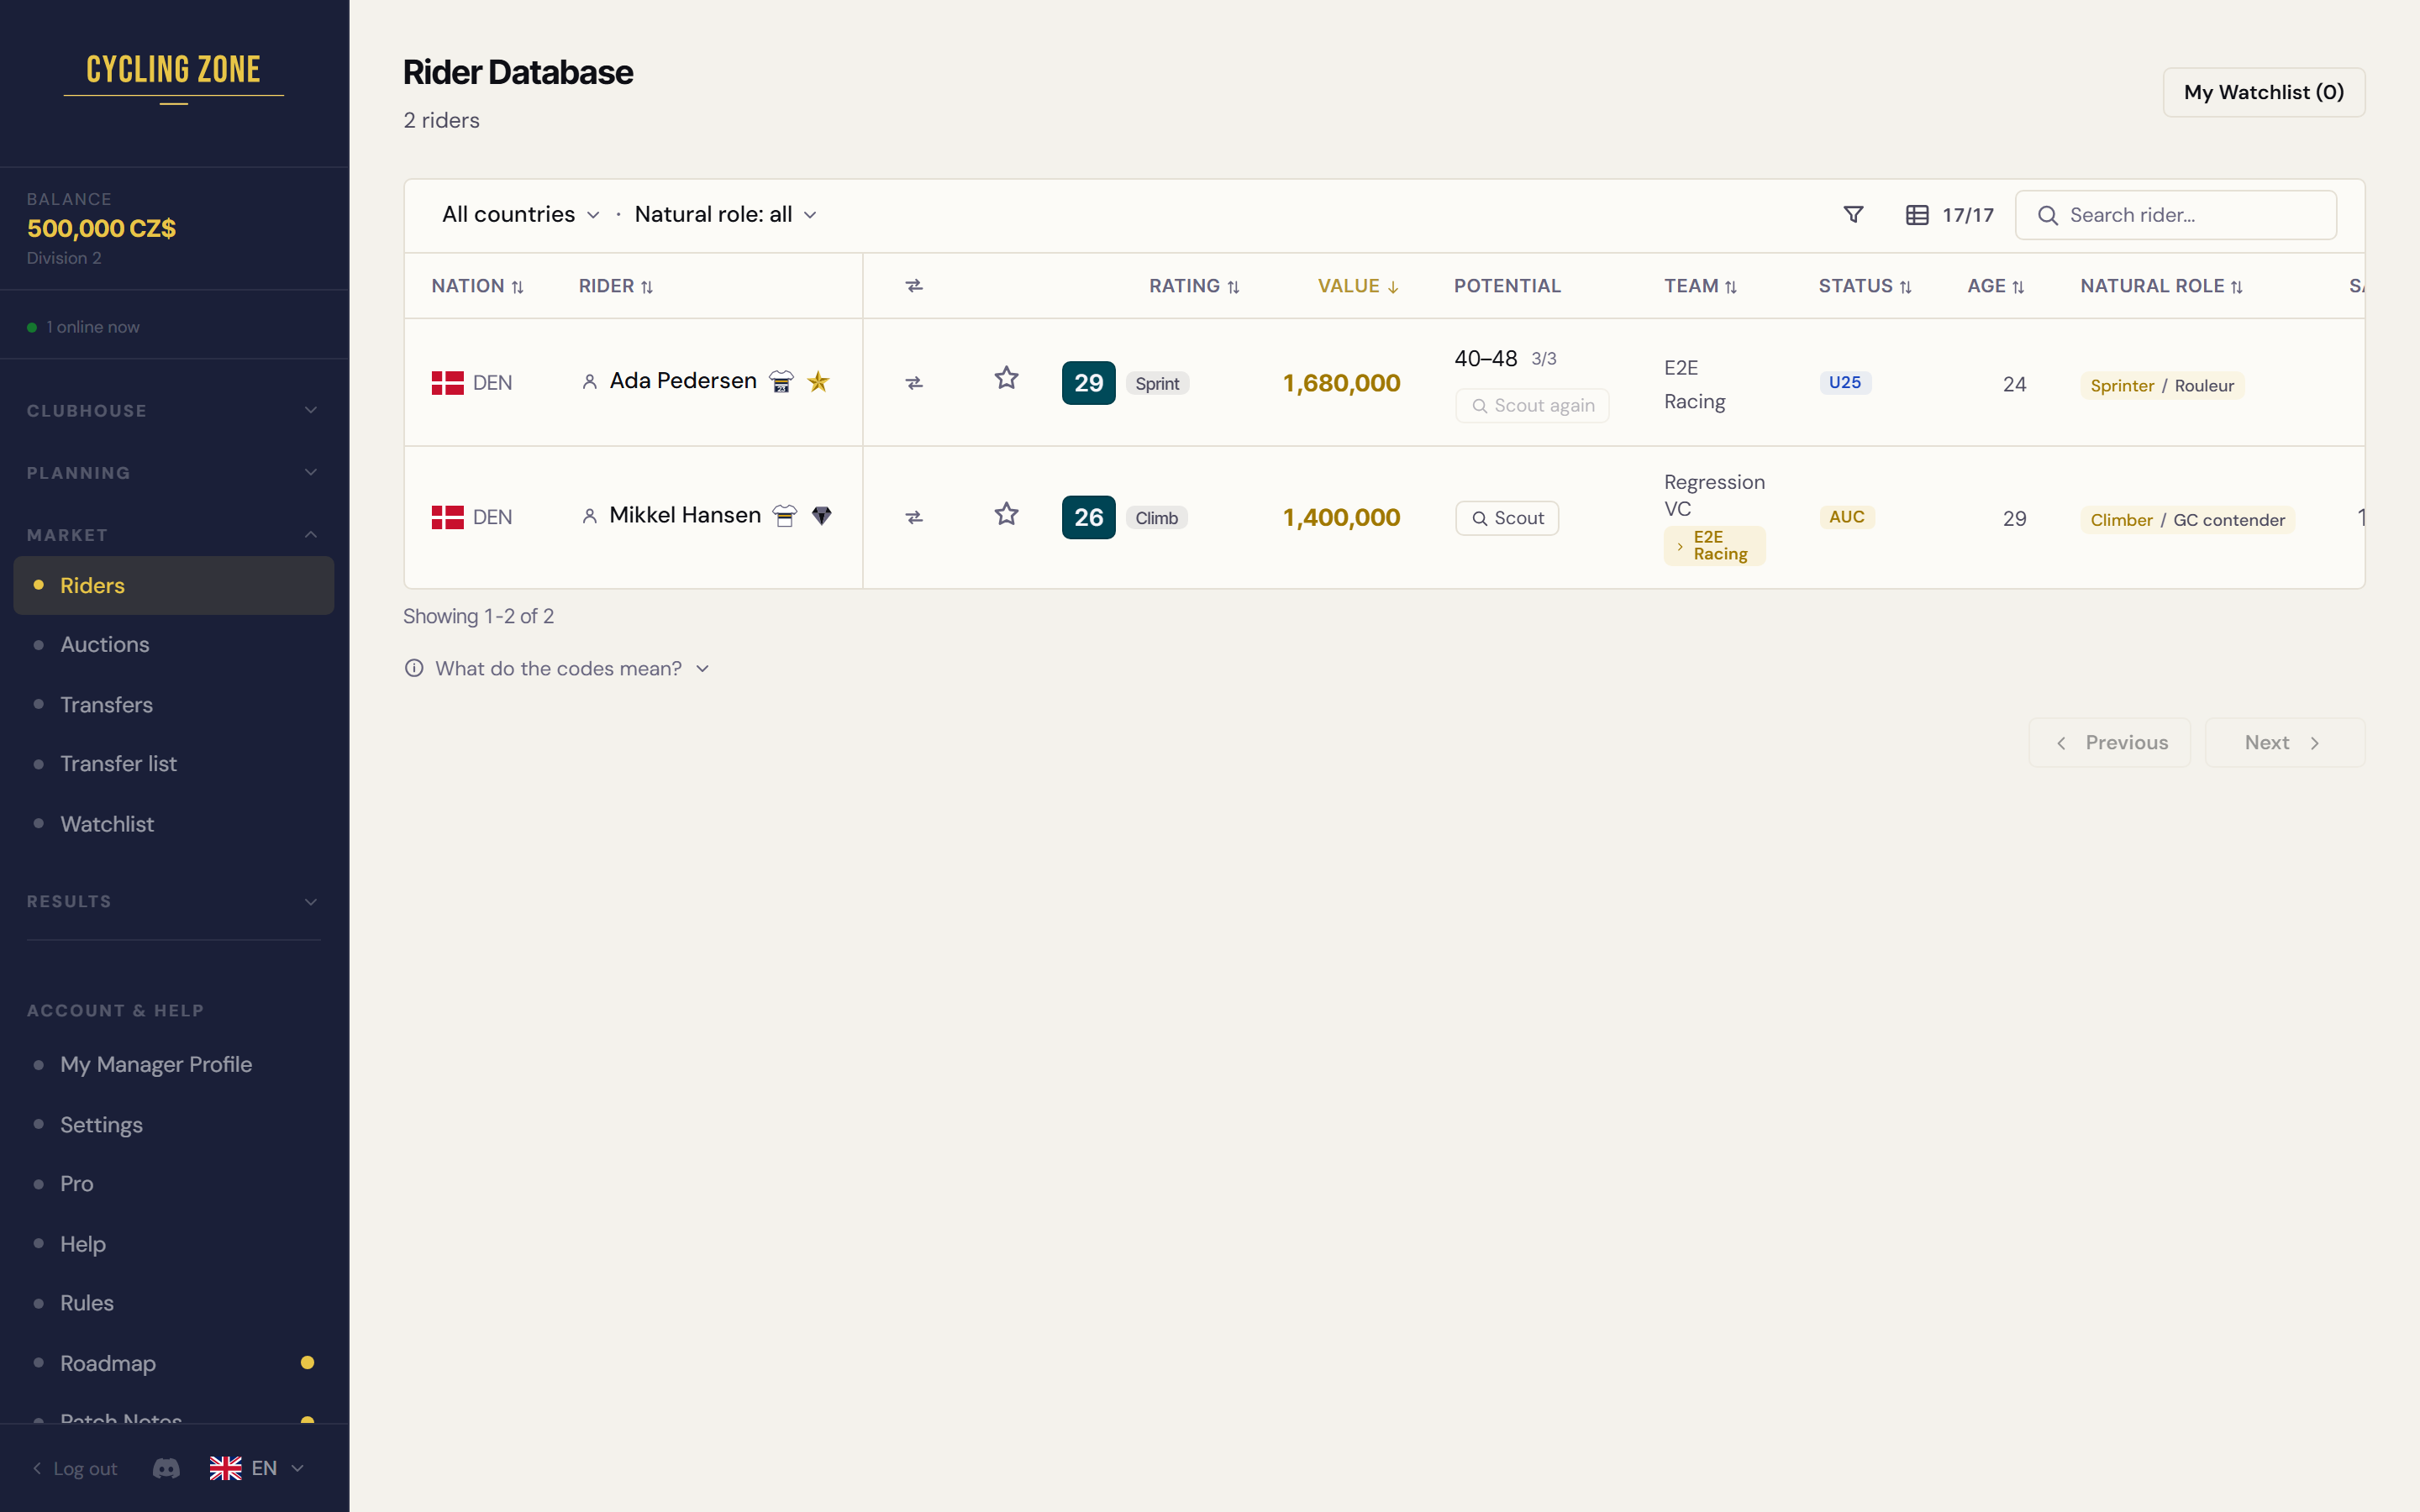 CYCLING ZONE
BALANCE
500,000 CZ$
Division 2
1 online now
CLUBHOUSE
PLANNING
MARKET
Riders
Auctions
Transfers
Transfer list
Watchlist
RESULTS
ACCOUNT & HELP
My Manager Profile
Settings
Pro
Help
Rules
Roadmap
Patch Notes
Log out EN
Rider Database
2 riders
My Watchlist (0)
All countries · Natural role: all 17/17 Search rider...
NATION RIDER RATING VALUE POTENTIAL TEAM STATUS AGE NATURAL ROLE
DEN Ada Pedersen 29 Sprint 1,680,000 40–48 3/3 Scout again E2E Racing U25 24 Sprinter / Rouleur
DEN Mikkel Hansen 26 Climb 1,400,000 Scout Regression VC E2E Racing AUC 29 Climber / GC contender
Showing 1-2 of 2
What do the codes mean?
Previous Next